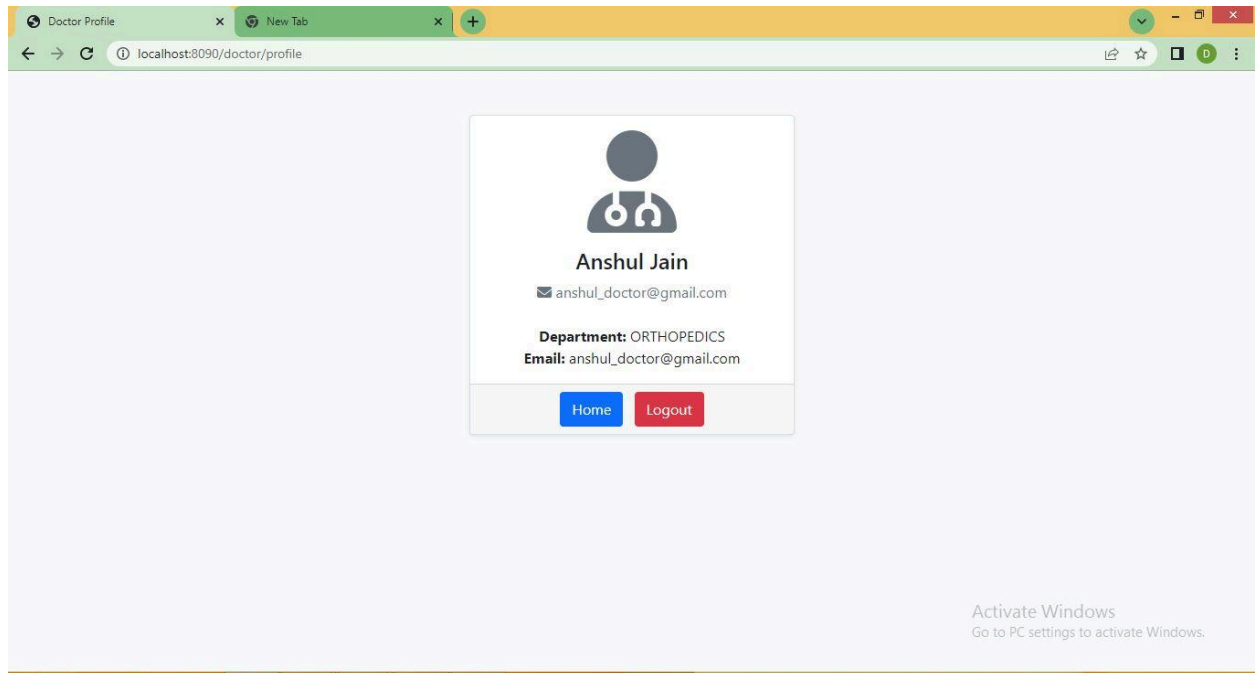 Doctor Profile
New Tab
localhost:8090/doctor/profile
D
Anshul Jain
anshul_doctor@gmail.com
Department: ORTHOPEDICS
Email: anshul_doctor@gmail.com
Home Logout
Activate Windows
Go to PC settings to activate Windows.